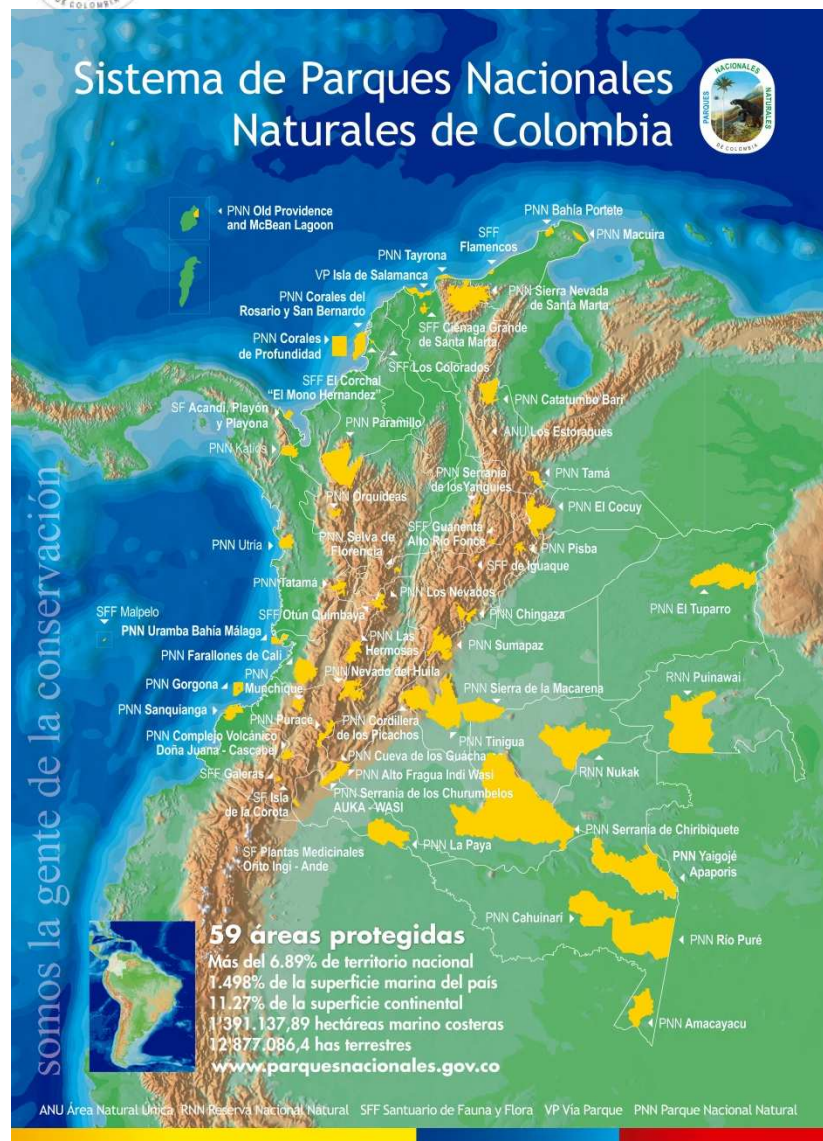 DE COLOMBIA
Sistema de Parques Nacionales
Naturales de Colombia
PARQUES NACIONALES NATURALES
DE COLOMBIA
PNN Old Providence
and McBean Lagoon
PNN Bahía Portete
SFF
Flamencos
PNN Macuira
PNN Tayrona
VP Isla de Salamanca
PNN Sierra Nevada
de Santa Marta
PNN Corales del
Rosario y San Bernardo
SFF Ciénaga Grande
de Santa Marta
PNN Corales
de Profundidad
SFF Los Colorados
SFF El Corchal
"El Mono Hernandez"
PNN Catatumbo Barí
SF Acandí, Playón
y Playona
PNN Paramillo
ANU Los Estoraques
PNN Katíos
PNN Serranía
de los Yariguíes
PNN Tamá
PNN Orquídeas
PNN El Cocuy
SFF Guanentá
Alto Río Fonce
PNN Utría
PNN Selva de
Florencia
PNN Pisba
SFF de Iguaque
PNN Tatamá
PNN Los Nevados
PNN El Tuparro
SFF Malpelo
SFF Otún Quimbaya
PNN Chingaza
PNN Uramba Bahía Málaga
PNN Las
Hermosas
PNN Sumapaz
PNN Farallones de Cali
PNN
Munchique
PNN Nevado del Huila
RNN Puinawai
PNN Gorgona
PNN Sierra de la Macarena
PNN Sanquianga
PNN Puracé
PNN Cordillera
de los Picachos
PNN Complejo Volcánico
Doña Juana - Cascabel
PNN Tinigua
PNN Cueva de los Guácha
SFF Galeras
PNN Alto Fragua Indi Wasi
RNN Nukak
SF Isla
de la Corota
PNN Serranía de los Churumbelos
AUKA - WASI
PNN Serranía de Chiribiquete
PNN La Paya
SF Plantas Medicinales
Orito Ingi - Ande
PNN Yaigojé
Apaporis
PNN Cahuinarí
PNN Río Puré
PNN Amacayacu
somos la gente de la conservación
59 áreas protegidas
Más del 6.89% de territorio nacional
1.498% de la superficie marina del país
11.27% de la superficie continental
1'391.137,89 hectáreas marino costeras
12'877.086,4 has terrestres
www.parquesnacionales.gov.co
ANU Área Natural Única RNN Reserva Nacional Natural SFF Santuario de Fauna y Flora VP Vía Parque PNN Parque Nacional Natural